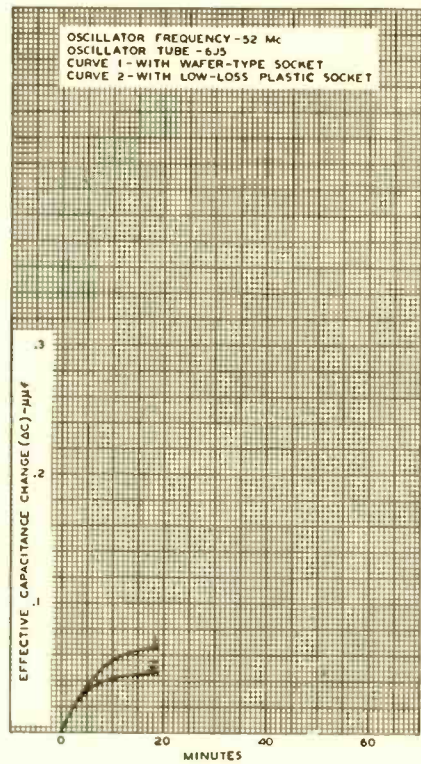 OSCILLATOR FREQUENCY-52 Mc
OSCILLATOR TUBE-6J5
CURVE 1-WITH WAFER-TYPE SOCKET
CURVE 2-WITH LOW-LOSS PLASTIC SOCKET
EFFECTIVE CAPACITANCE CHANGE (ΔC)-μμf
.3
.2
.1
0 20 40 60
MINUTES